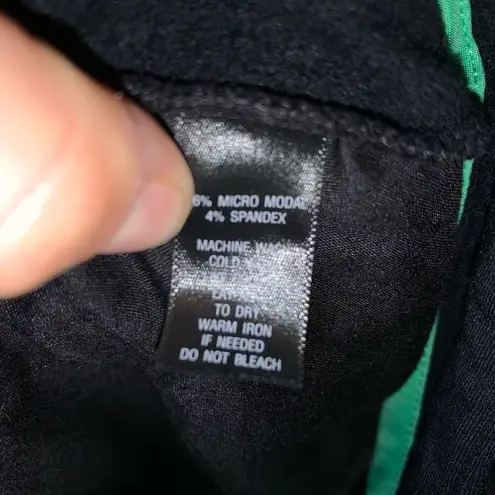 6% MICRO MODAL
4% SPANDEX
MACHINE
COLD
TO DRY
WARM IRON
IF NEEDED
DO NOT BLEACH